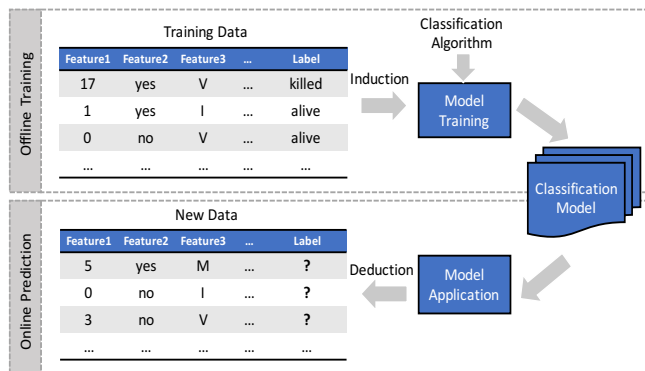 Offline Training
Training Data
Feature1 Feature2 Feature3 ... Label
17 yes V ... killed
1 yes I ... alive
0 no V ... alive
... ... ... ... ...
Induction
Classification
Algorithm
Model
Training
Classification
Model
Online Prediction
New Data
Feature1 Feature2 Feature3 ... Label
5 yes M ... ?
0 no I ... ?
3 no V ... ?
... ... ... ... ...
Deduction
Model
Application